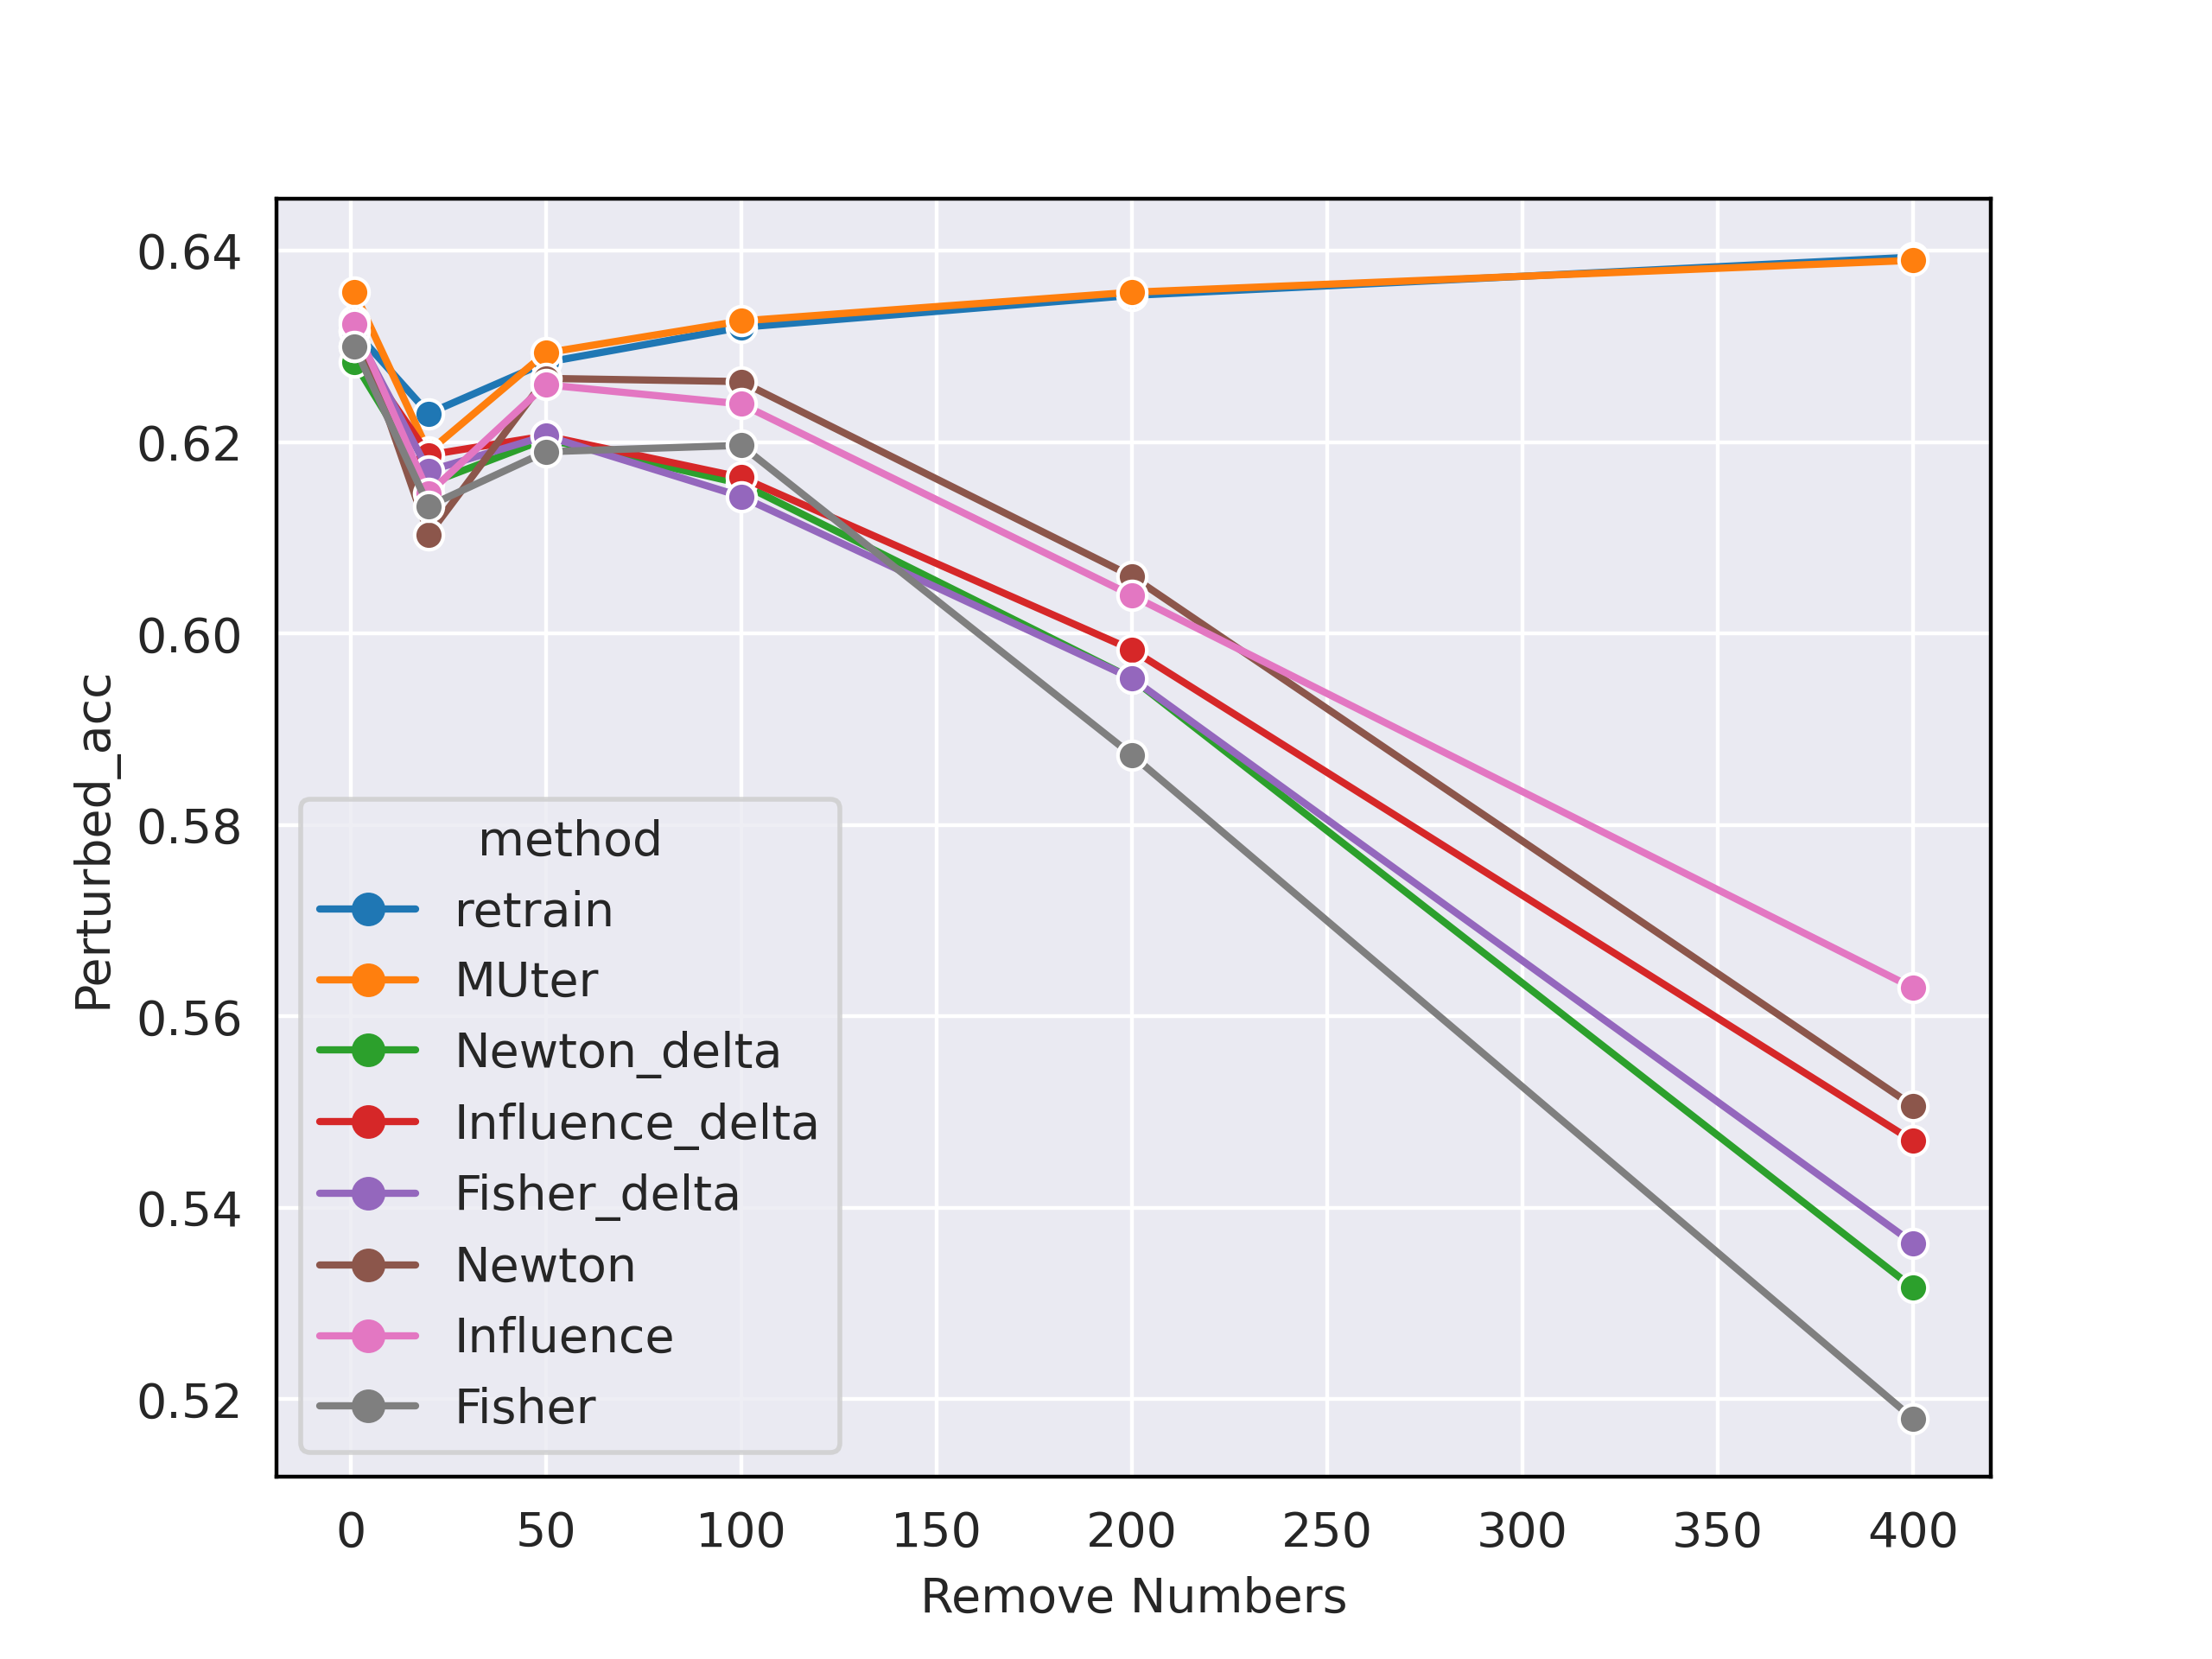 0.64
0.62
0.60
0.58
0.56
0.54
0.52
Perturbed_acc
method
retrain
MUter
Newton_delta
Influence_delta
Fisher_delta
Newton
Influence
Fisher
0 50 100 150 200 250 300 350 400
Remove Numbers